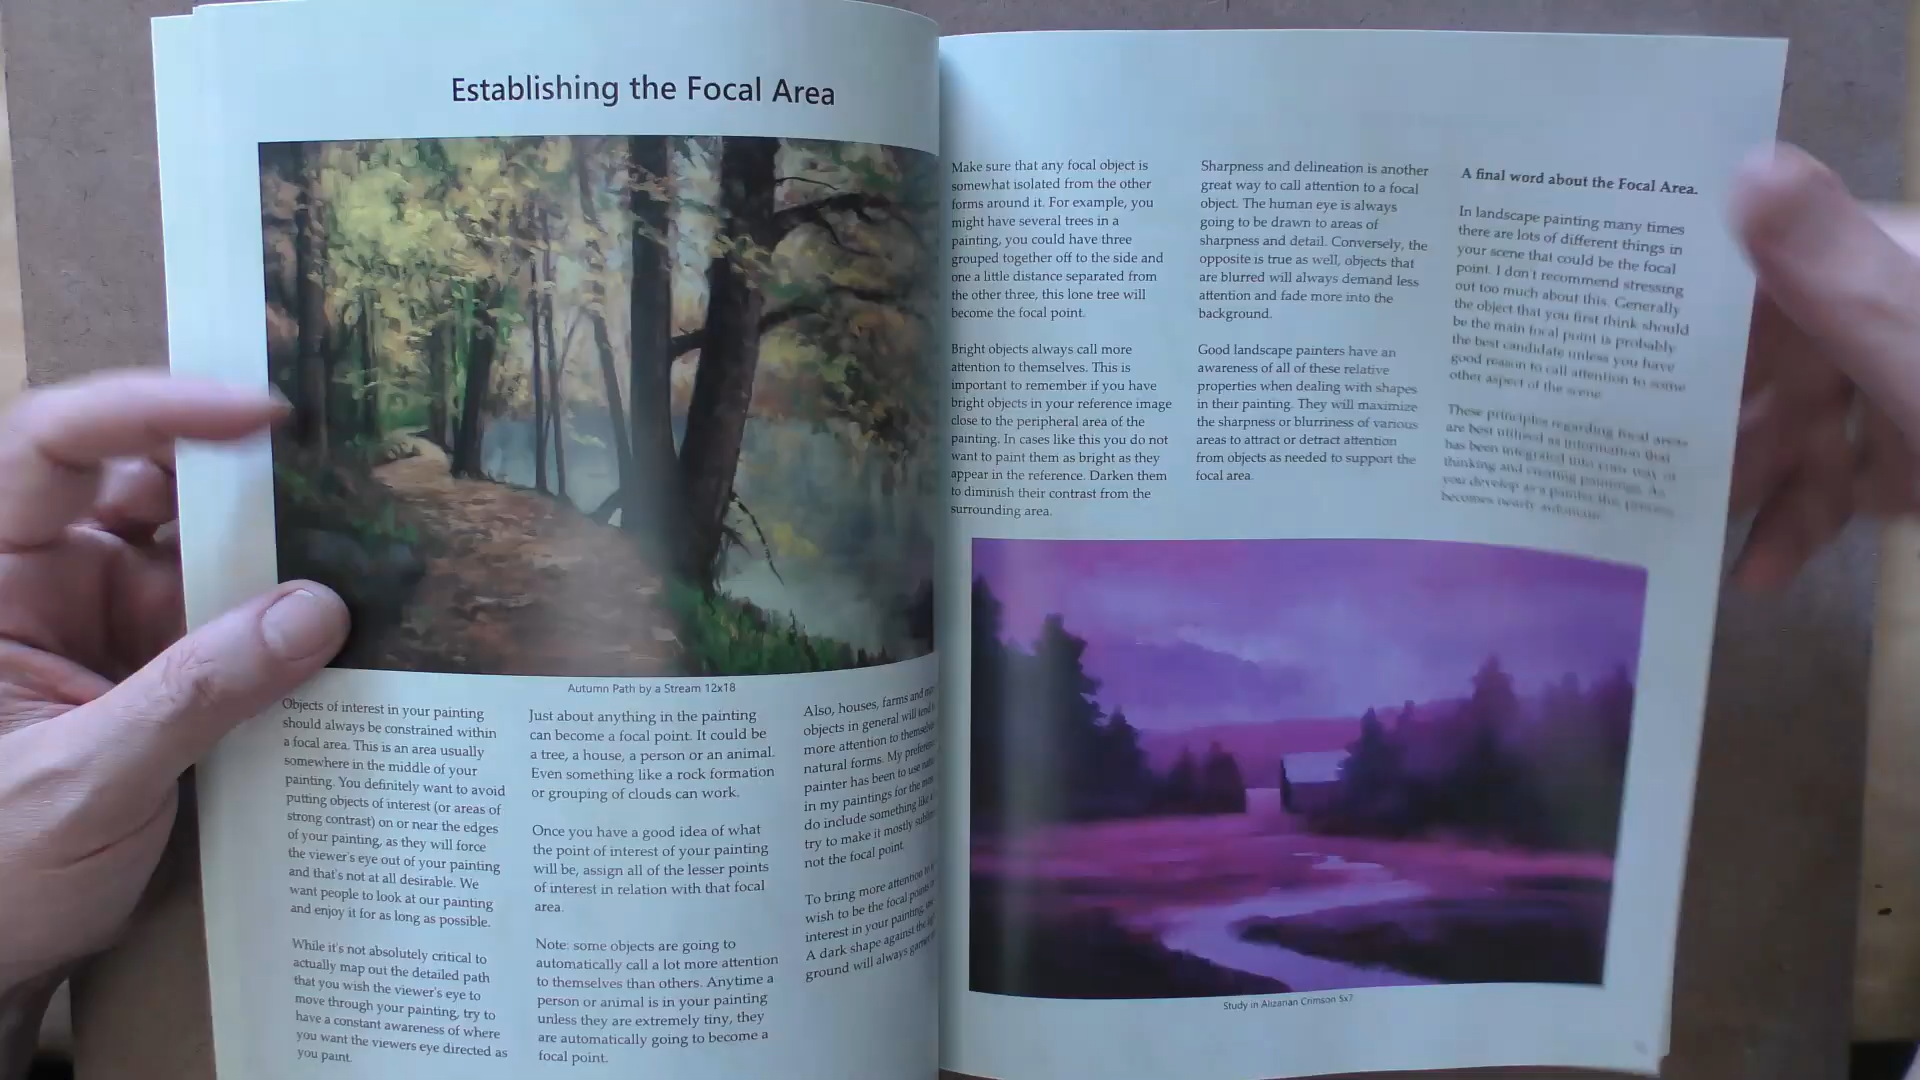 Establishing the Focal Area
Autumn Path by a Stream 12x18
Objects of interest in your painting
should always be constrained within
a focal area. This is an area usually
somewhere in the middle of your
painting. You definitely want to avoid
putting objects of interest (or areas of
strong contrast) on or near the edges
of your painting, as they will force
the viewer's eye out of your painting
and that's not at all desirable. We
want people to look at our painting
and enjoy it for as long as possible.
While it's not absolutely critical to
actually map out the detailed path
that you wish the viewer's eye to
move through your painting, try to
have a constant awareness of where
you want the viewers eye directed as
you paint.
Just about anything in the painting
can become a focal point. It could be
a tree, a house, a person or an animal.
Even something like a rock formation
or grouping of clouds can work.
Once you have a good idea of what
the point of interest of your painting
will be, assign all of the lesser points
of interest in relation with that focal
area.
Note: some objects are going to
automatically call a lot more attention
to themselves than others. Anytime a
person or animal is in your painting
unless they are extremely tiny, they
are automatically going to become a
focal point.
Also, houses, farms and
objects in general will tend
more attention to
natural forms. My
painter has been to use
in my paintings for the
do include something like
try to make it mostly
not the focal point.
To bring more attention
wish to be the focal
interest in your painting,
A dark shape against the
ground will always
Make sure that any focal object is
somewhat isolated from the other
forms around it. For example, you
might have several trees in a
painting, you could have three
grouped together off to the side and
one a little distance separated from
the other three, this lone tree will
become the focal point.
Bright objects always call more
attention to themselves. This is
important to remember if you have
bright objects in your reference image
close to the peripheral area of the
painting. In cases like this you do not
want to paint them as bright as they
appear in the reference. Darken them
to diminish their contrast from the
surrounding area.
Sharpness and delineation is another
great way to call attention to a focal
object. The human eye is always
going to be drawn to areas of
sharpness and detail. Conversely, the
opposite is true as well, objects that
are blurred will always demand less
attention and fade more into the
background.
Good landscape painters have an
awareness of all of these relative
properties when dealing with shapes
in their painting. They will maximize
the sharpness or blurriness of various
areas to attract or detract attention
from objects as needed to support the
focal area.
A final word about the Focal Area.
In landscape painting many times
there are lots of different things in
your scene that could be the focal
point. I don't recommend stressing
out too much about this. Generally
the object that you first think should
be the main focal point is probably
the best candidate unless you have
good reason to call attention to some
other aspect of the scene.
These principles regarding focal areas
are best utilised as information that
has been integrated into your way of
thinking and creating paintings. As
you develop as a painter this process
becomes nearly automatic.
Study in Alizarian Crimson 5x7